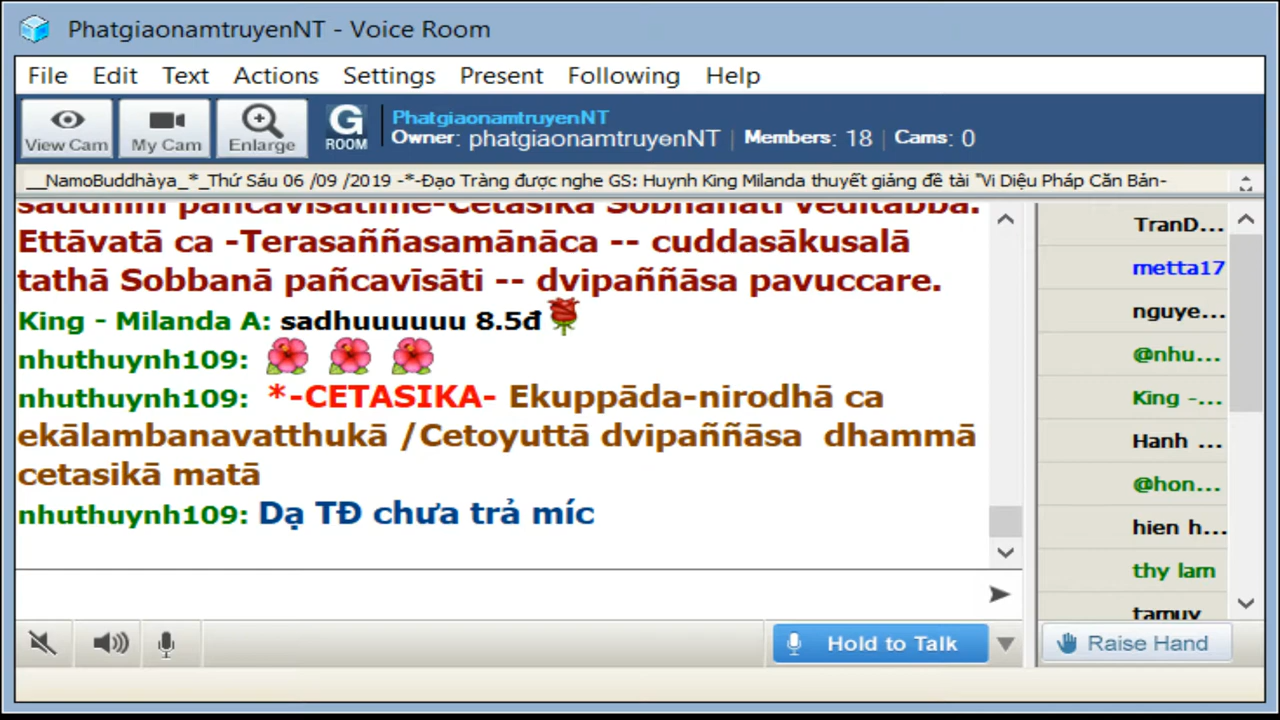 PhatgiaonamtruyenNT - Voice Room
File Edit Text Actions Settings Present Following Help
View Cam My Cam Enlarge G ROOM
PhatgiaonamtruyenNT
Owner: phatgiaonamtruyenNT | Members: 18 | Cams: 0
__NamoBuddhàya_*_Thứ Sáu 06 /09 /2019 -*-Đạo Tràng được nghe GS: Huynh King Milanda thuyết giảng đề tài "Vi Diệu Pháp Căn Bản-
Ettāvatā ca -Terasaññasamānāca -- cuddasākusalā
tathā Sobbanā pañcavīsāti -- dvipaññāsa pavuccare.
King - Milanda A: sadhuuuuuu 8.5đ
nhuthuynh109:
nhuthuynh109: *-CETASIKA- Ekuppāda-nirodhā ca
ekālambanavatthukā /Cetoyuttā dvipaññāsa dhammā
cetasikā matā
nhuthuynh109: Dạ TĐ chưa trả míc
TranD...
metta17
nguye...
@nhu...
King -...
Hanh ...
@hon...
hien h...
thy lam
tamuy
Hold to Talk
Raise Hand